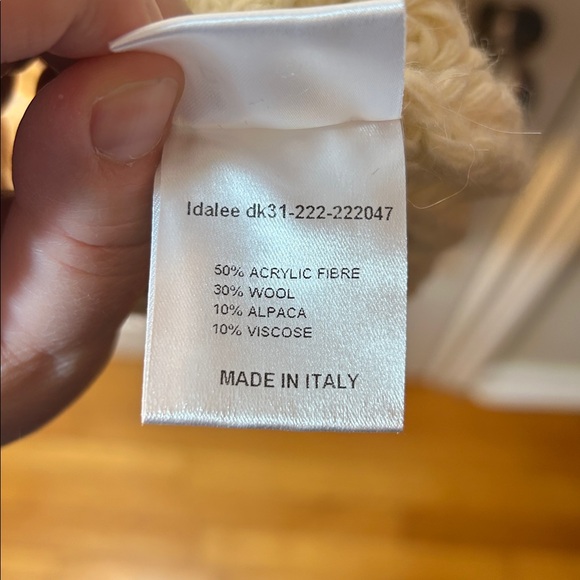 Idalee dk31-222-222047
50% ACRYLIC FIBRE
30% WOOL
10% ALPACA
10% VISCOSE
MADE IN ITALY